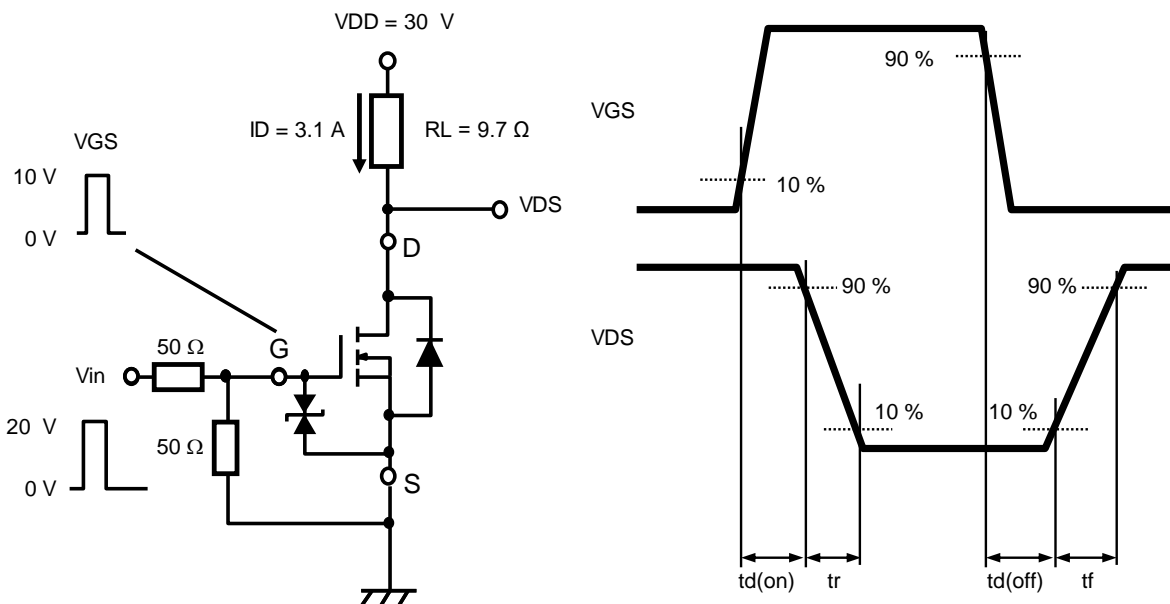 VDD = 30 V
ID = 3.1 A
RL = 9.7 Ω
VGS
10 V
0 V
VDS
D
50 Ω
G
Vin
20 V
50 Ω
0 V
S
90 %
VGS
10 %
90 %
90 %
VDS
10 %
10 %
td(on)
tr
td(off)
tf